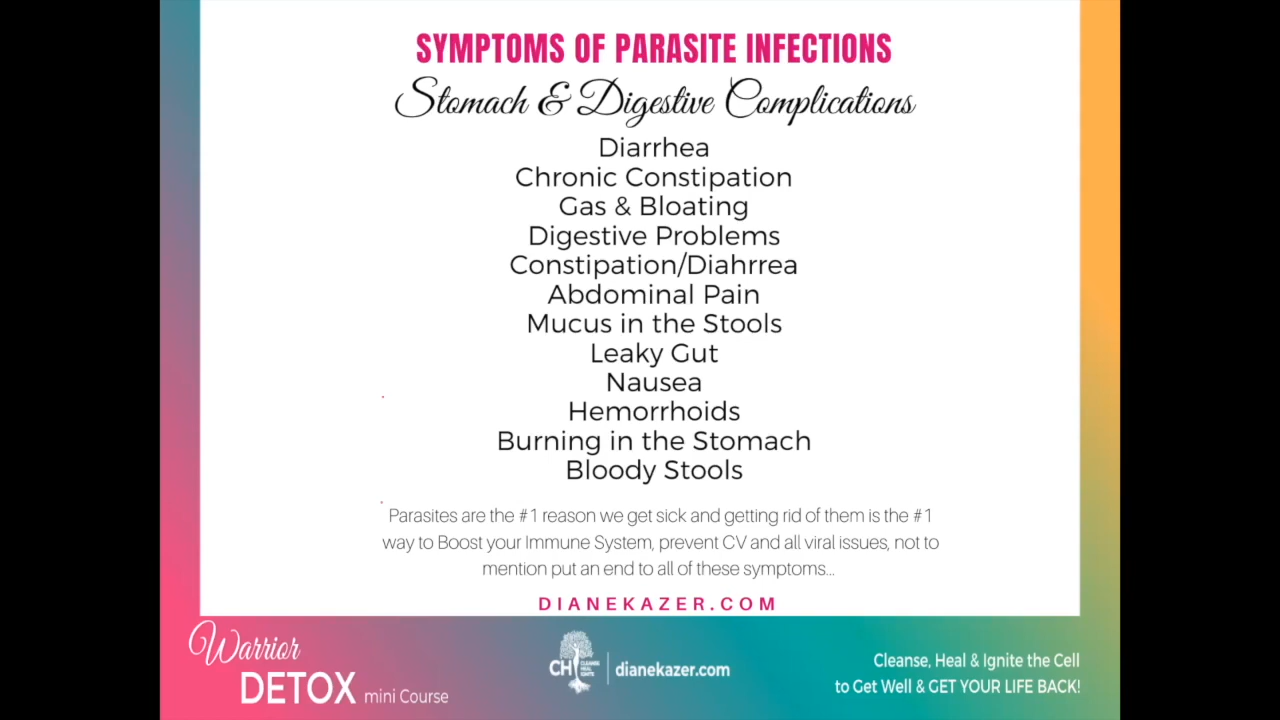 SYMPTOMS OF PARASITE INFECTIONS
Stomach & Digestive Complications
Diarrhea
Chronic Constipation
Gas & Bloating
Digestive Problems
Constipation/Diahrrea
Abdominal Pain
Mucus in the Stools
Leaky Gut
Nausea
Hemorrhoids
Burning in the Stomach
Bloody Stools
Parasites are the #1 reason we get sick and getting rid of them is the #1
way to Boost your Immune System, prevent CV and all viral issues, not to
mention put an end to all of these symptoms...
DIANEKAZER.COM
Warrior
DETOX mini Course
CHI CLEANSE HEAL IGNITE
dianekazer.com
Cleanse, Heal & Ignite the Cell
to Get Well & GET YOUR LIFE BACK!